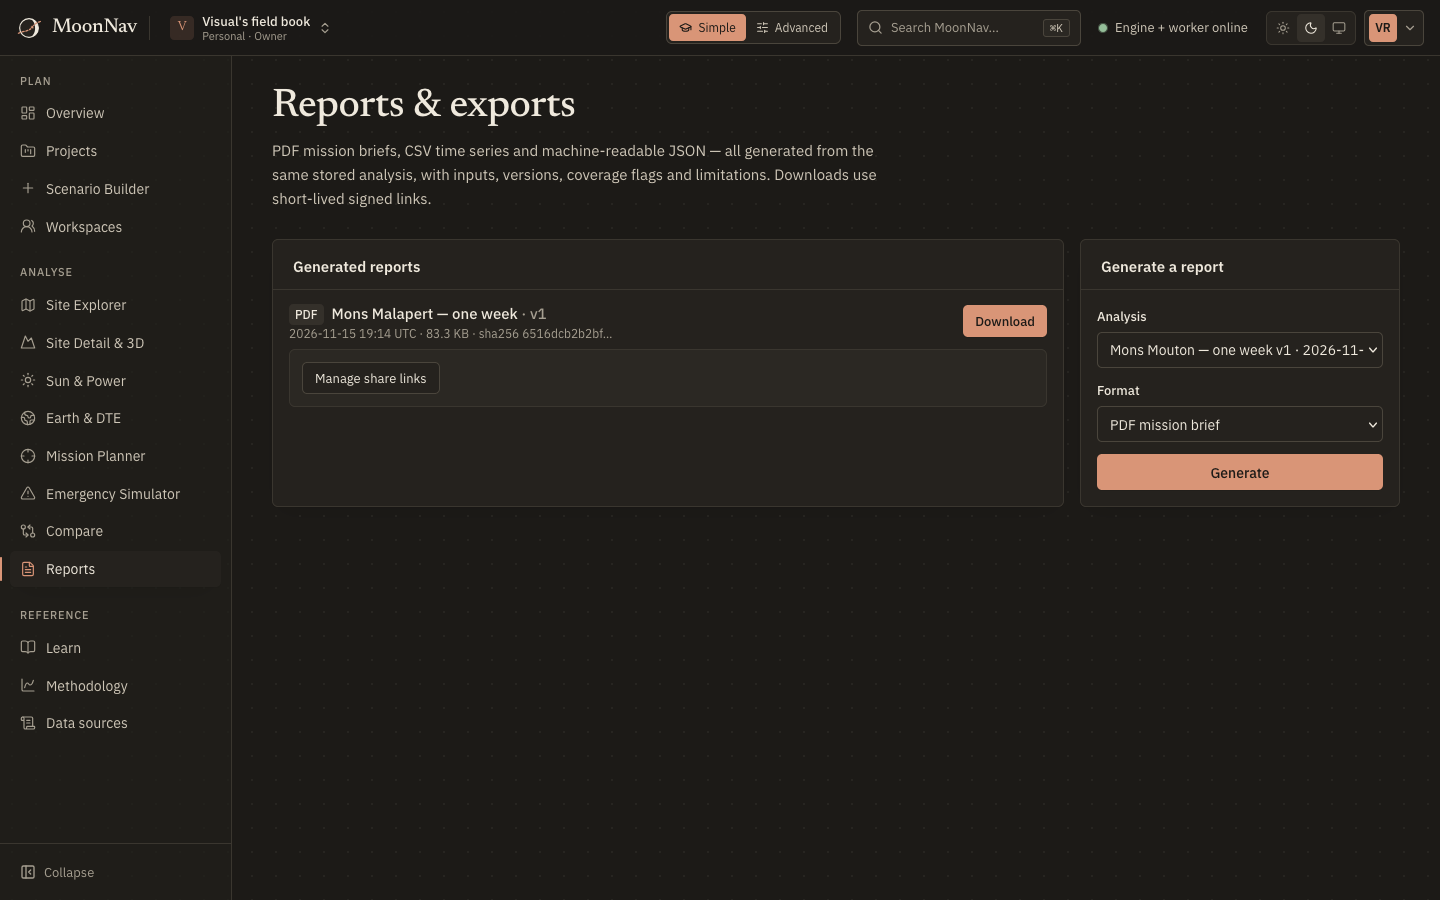 MoonNav
V
Visual's field book
Personal · Owner
Simple
Advanced
Search MoonNav...
⌘K
Engine + worker online
VR
PLAN
Overview
Projects
Scenario Builder
Workspaces
ANALYSE
Site Explorer
Site Detail & 3D
Sun & Power
Earth & DTE
Mission Planner
Emergency Simulator
Compare
Reports
REFERENCE
Learn
Methodology
Data sources
Collapse
Reports & exports
PDF mission briefs, CSV time series and machine-readable JSON — all generated from the
same stored analysis, with inputs, versions, coverage flags and limitations. Downloads use
short-lived signed links.
Generated reports
PDF Mons Malapert — one week · v1
2026-11-15 19:14 UTC · 83.3 KB · sha256 6516dcb2b2bf…
Download
Manage share links
Generate a report
Analysis
Mons Mouton — one week v1 · 2026-11-
Format
PDF mission brief
Generate